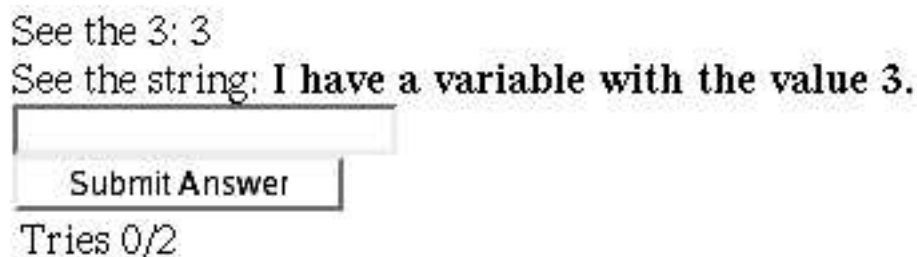 See the 3: 3
See the string: I have a variable with the value 3.
Submit Answer
Tries 0/2